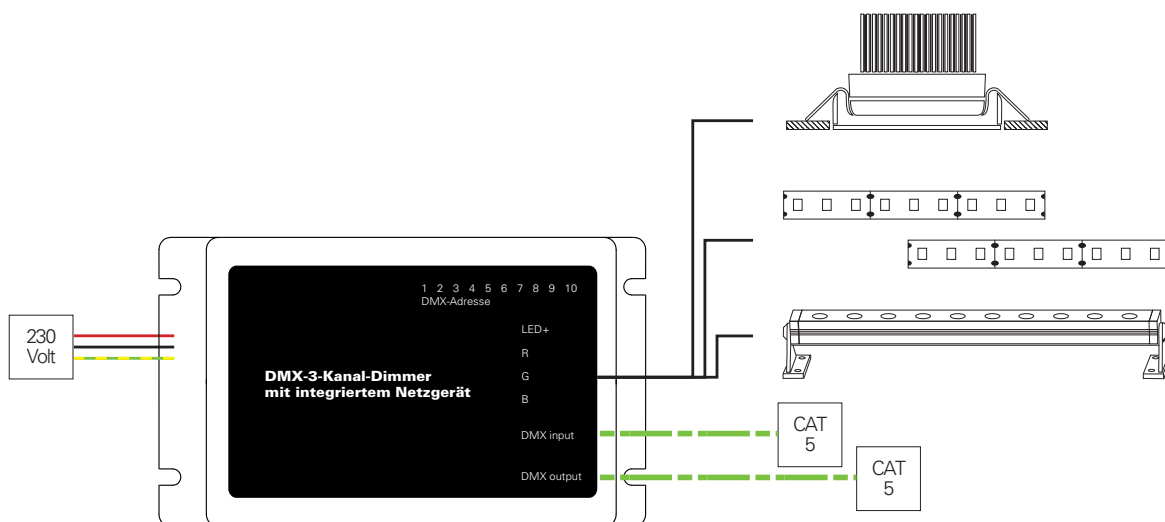 1 2 3 4 5 6 7 8 9 10
DMX-Adresse
LED+
230
Volt
R
DMX-3-Kanal-Dimmer
mit integriertem Netzgerät
G
B
DMX input
CAT
5
DMX output
CAT
5